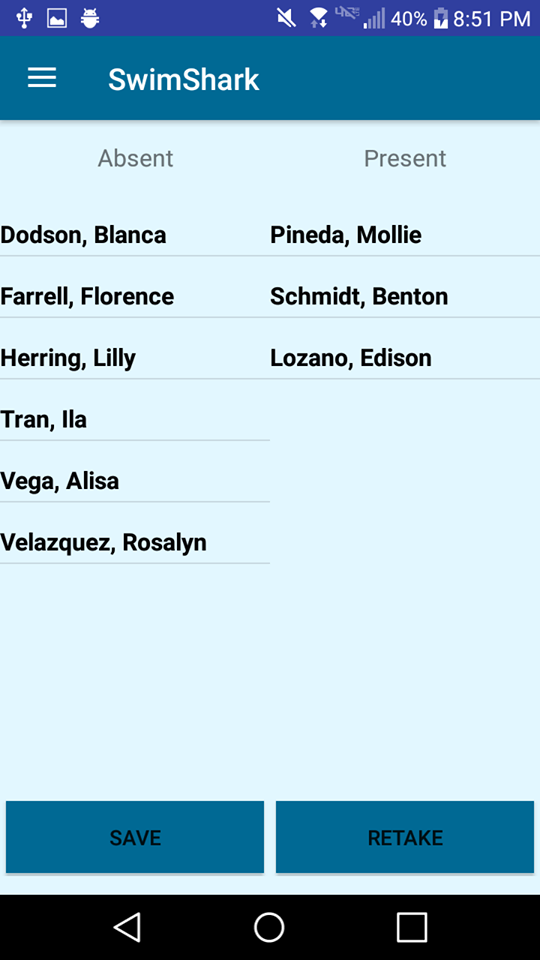 40% 8:51 PM
SwimShark
Absent Present
Dodson, Blanca Pineda, Mollie
Farrell, Florence Schmidt, Benton
Herring, Lilly Lozano, Edison
Tran, Ila
Vega, Alisa
Velazquez, Rosalyn
SAVE RETAKE